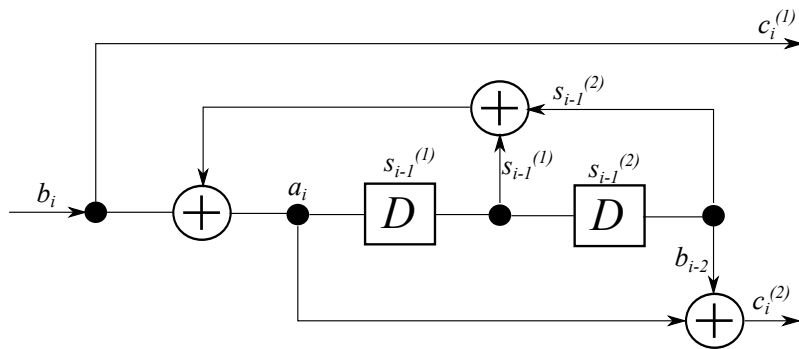 c_i^(1)
s_{i-1}^(2)
s_{i-1}^(1)
s_{i-1}^(1)
s_{i-1}^(2)
b_i
a_i
D
D
b_{i-2}
c_i^(2)